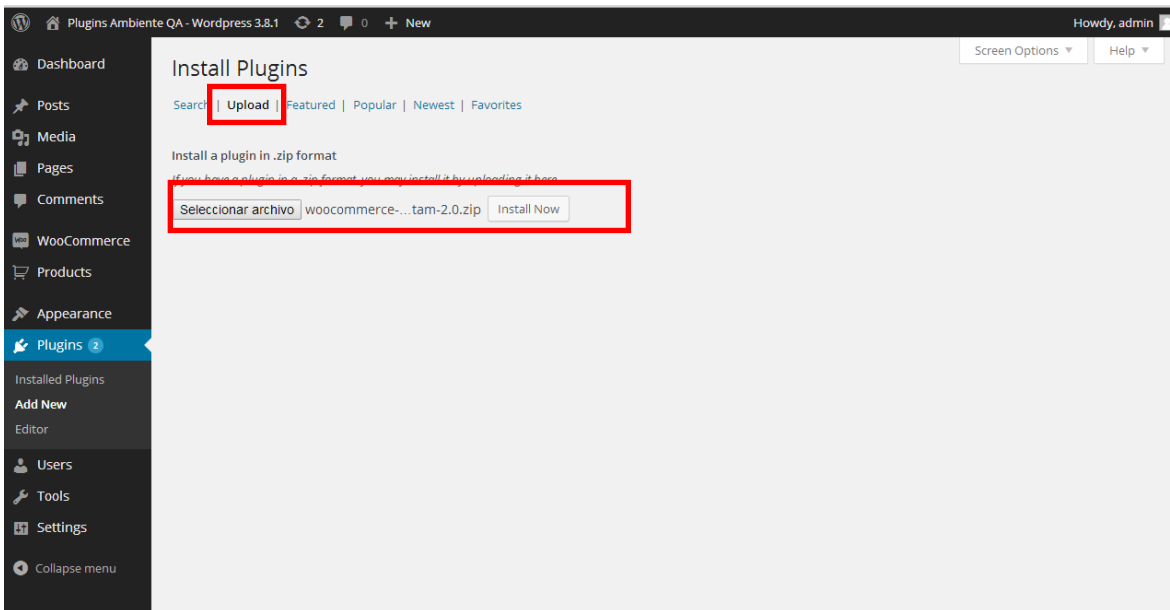 Plugins Ambiente QA - Wordpress 3.8.1 2 0 New Howdy, admin
Screen Options Help
Dashboard
Posts
Media
Pages
Comments
WOO WooCommerce
Products
Appearance
Plugins 2
Installed Plugins
Add New
Editor
Users
Tools
Settings
Collapse menu
Install Plugins
Search | Upload | Featured | Popular | Newest | Favorites
Install a plugin in .zip format
If you have a plugin in a .zip format, you may install it by uploading it here.
Seleccionar archivo woocommerce-...tam-2.0.zip Install Now